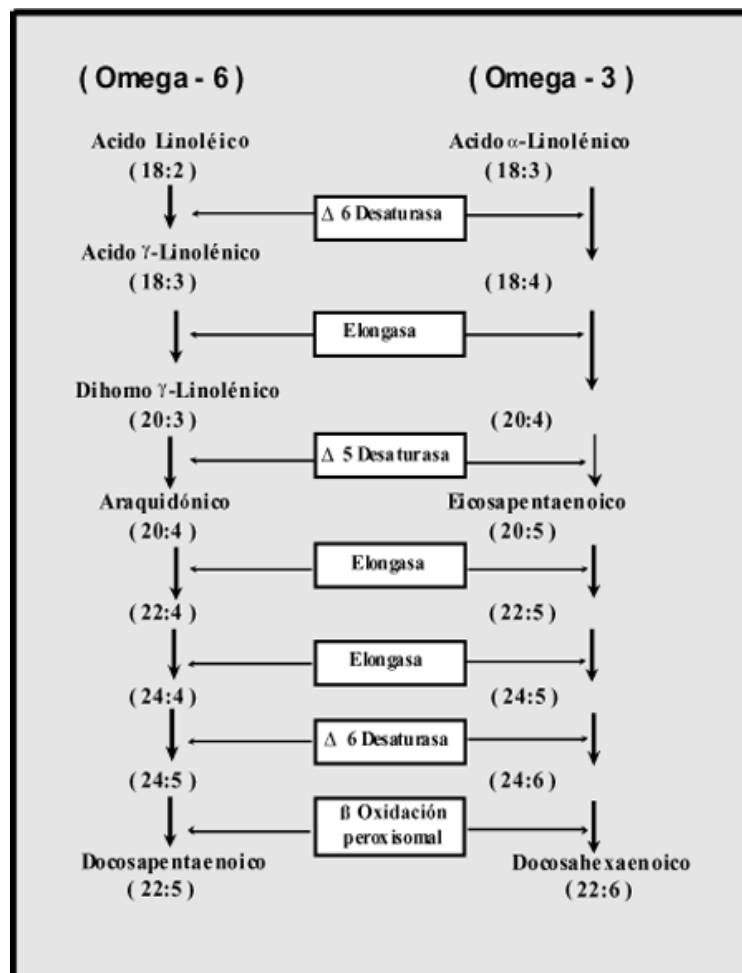 ( Omega - 6 )
( Omega - 3 )
Acido Linoléico
(18:2)
Acido α-Linolénico
(18:3)
Δ 6 Desaturasa
Acido γ-Linolénico
(18:3)
(18:4)
Elongasa
Dihomo γ-Linolénico
(20:3)
(20:4)
Δ 5 Desaturasa
Araquidónico
(20:4)
Eicosapentaenoico
(20:5)
Elongasa
(22:4)
(22:5)
Elongasa
(24:4)
(24:5)
Δ 6 Desaturasa
(24:5)
(24:6)
ß Oxidación
peroxisomal
Docosapentaenoico
(22:5)
Docosahexaenoico
(22:6)